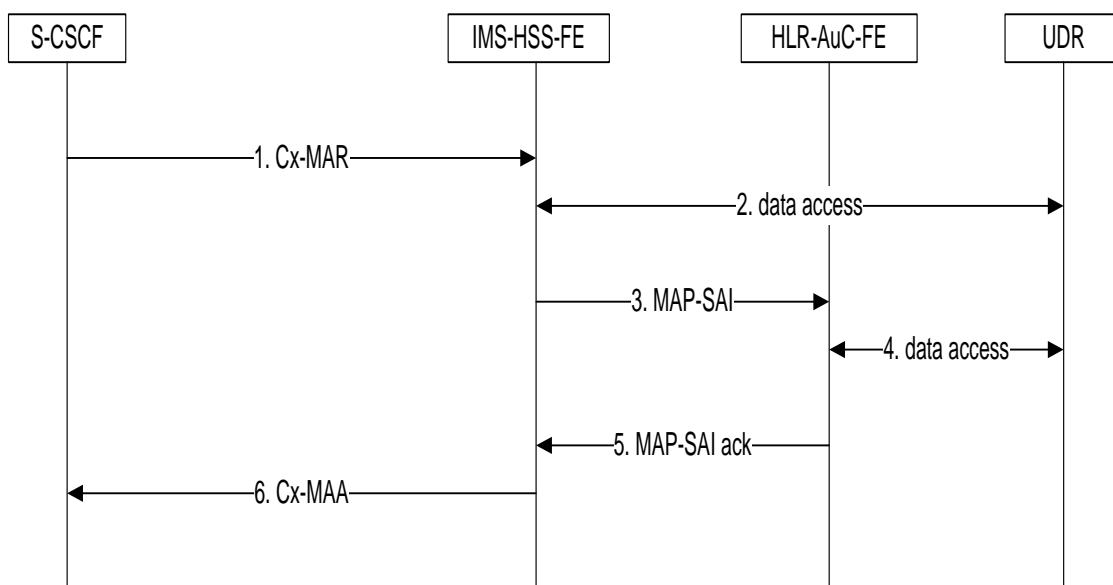 S-CSCF
IMS-HSS-FE
HLR-AuC-FE
UDR
1. Cx-MAR
2. data access
3. MAP-SAI
4. data access
5. MAP-SAI ack
6. Cx-MAA